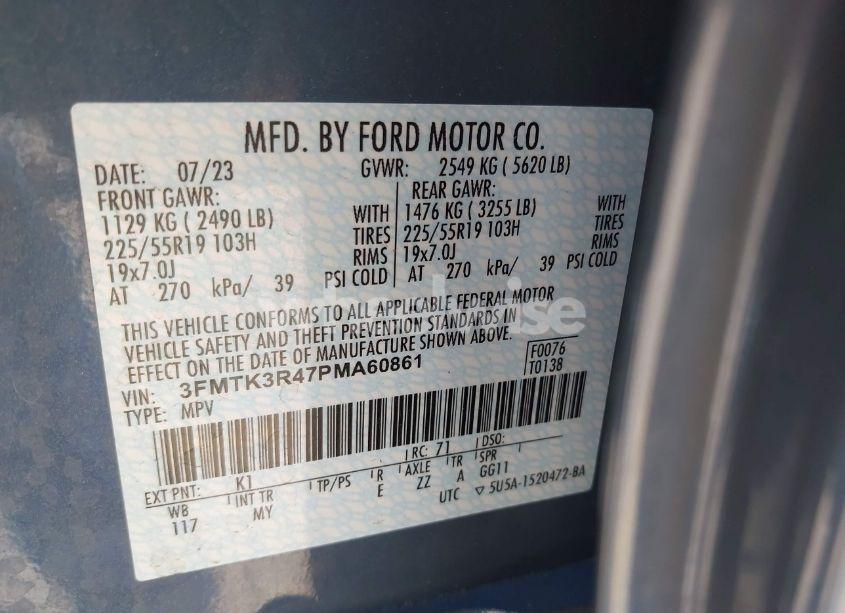 MFD. BY FORD MOTOR CO.
DATE: 07/23 GVWR: 2549 KG ( 5620 LB)
FRONT GAWR: REAR GAWR:
1129 KG ( 2490 LB) WITH 1476 KG ( 3255 LB) WITH
225/55R19 103H TIRES 225/55R19 103H TIRES
19x7.0J RIMS 19x7.0J RIMS
AT 270 kPa/ 39 PSI COLD AT 270 kPa/ 39 PSI COLD
THIS VEHICLE CONFORMS TO ALL APPLICABLE FEDERAL MOTOR
VEHICLE SAFETY AND THEFT PREVENTION STANDARDS IN
EFFECT ON THE DATE OF MANUFACTURE SHOWN ABOVE.
F0076
VIN: 3FMTK3R47PMA60861 T0138
TYPE: MPV
EXT PNT: K1 RC: 71 DSO:
WB INT TR TP/PS R AXLE TR SPR
117 MY E ZZ A GG11
UTC ▽ 5U5A-1520472-BA